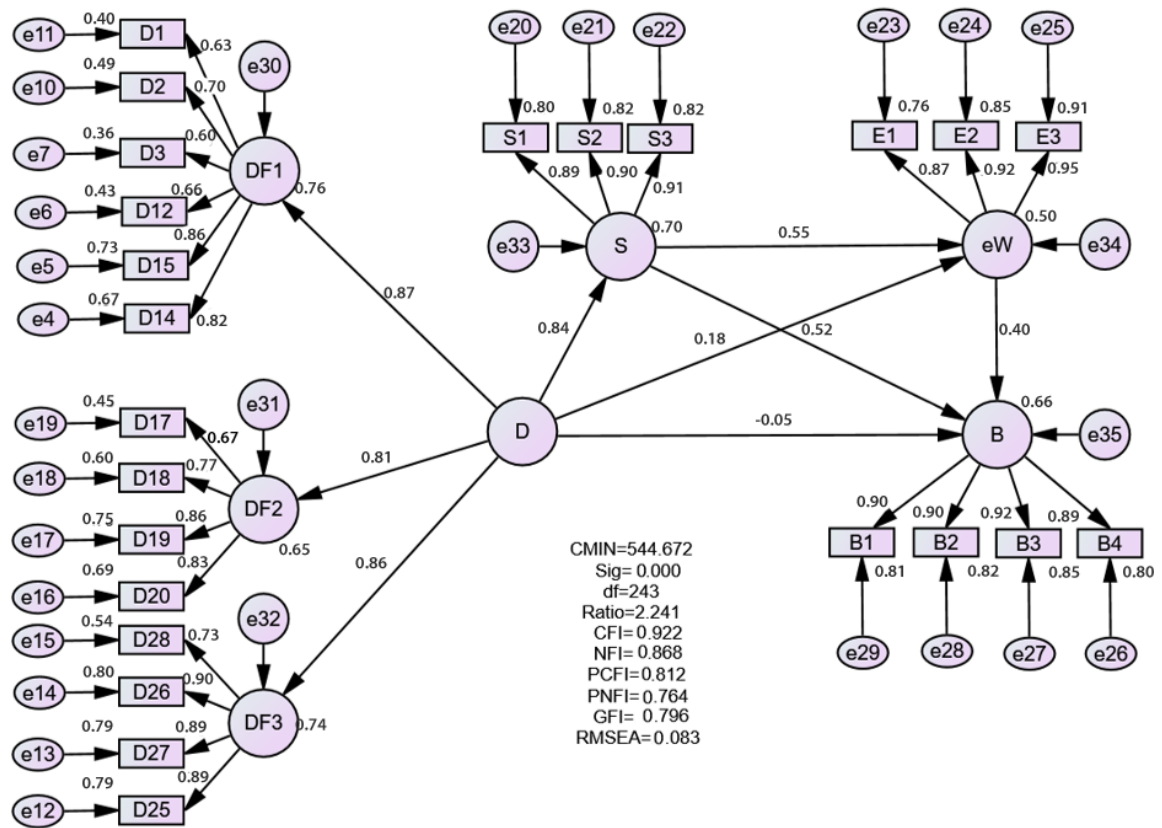 e11 0.40 D1 0.63
e10 0.49 D2 0.70
e7 0.36 D3 0.60
e6 0.43 D12 0.66
e5 0.73 D15 0.86
e4 0.67 D14 0.82
e30
DF1
0.76
e19 0.45 D17 0.67
e18 0.60 D18 0.77
e17 0.75 D19 0.86
e16 0.69 D20 0.83
e31
DF2
0.65
e15 0.54 D28 0.73
e14 0.80 D26 0.90
e13 0.79 D27 0.89
e12 0.79 D25 0.89
e32
DF3
0.74
0.87
0.81
0.86
D
0.84
0.18
-0.05
e20 e21 e22
0.80 0.82 0.82
S1 S2 S3
0.89 0.90 0.91
e33
S
0.70
0.55
0.52
e23 e24 e25
0.76 0.85 0.91
E1 E2 E3
0.87 0.92 0.95
0.50
eW
e34
0.40
0.66
B
e35
0.90 0.90 0.92 0.89
B1 B2 B3 B4
0.81 0.82 0.85 0.80
e29 e28 e27 e26
CMIN=544.672
Sig= 0.000
df=243
Ratio=2.241
CFI= 0.922
NFI= 0.868
PCFI= 0.812
PNFI= 0.764
GFI= 0.796
RMSEA= 0.083